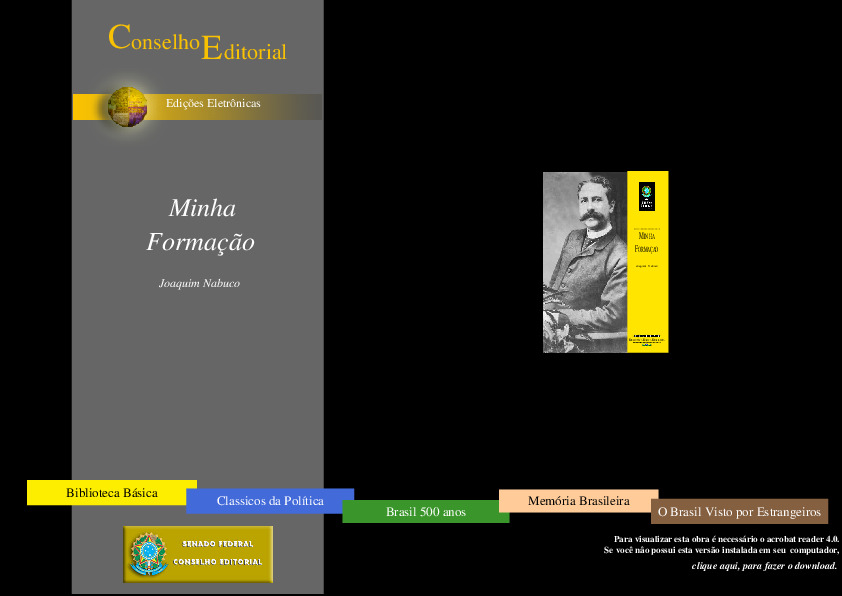 Conselho Editorial
Edições Eletrônicas
Minha
Formação
Joaquim Nabuco
MINHA
FORMAÇÃO
Joaquim Nabuco
Biblioteca Básica
Classicos da Política
Brasil 500 anos
Memória Brasileira
O Brasil Visto por Estrangeiros
SENADO FEDERAL
CONSELHO EDITORIAL
Para visualizar esta obra é necessário o acrobat reader 4.0.
Se você não possui esta versão instalada em seu computador,
clique aqui, para fazer o download.